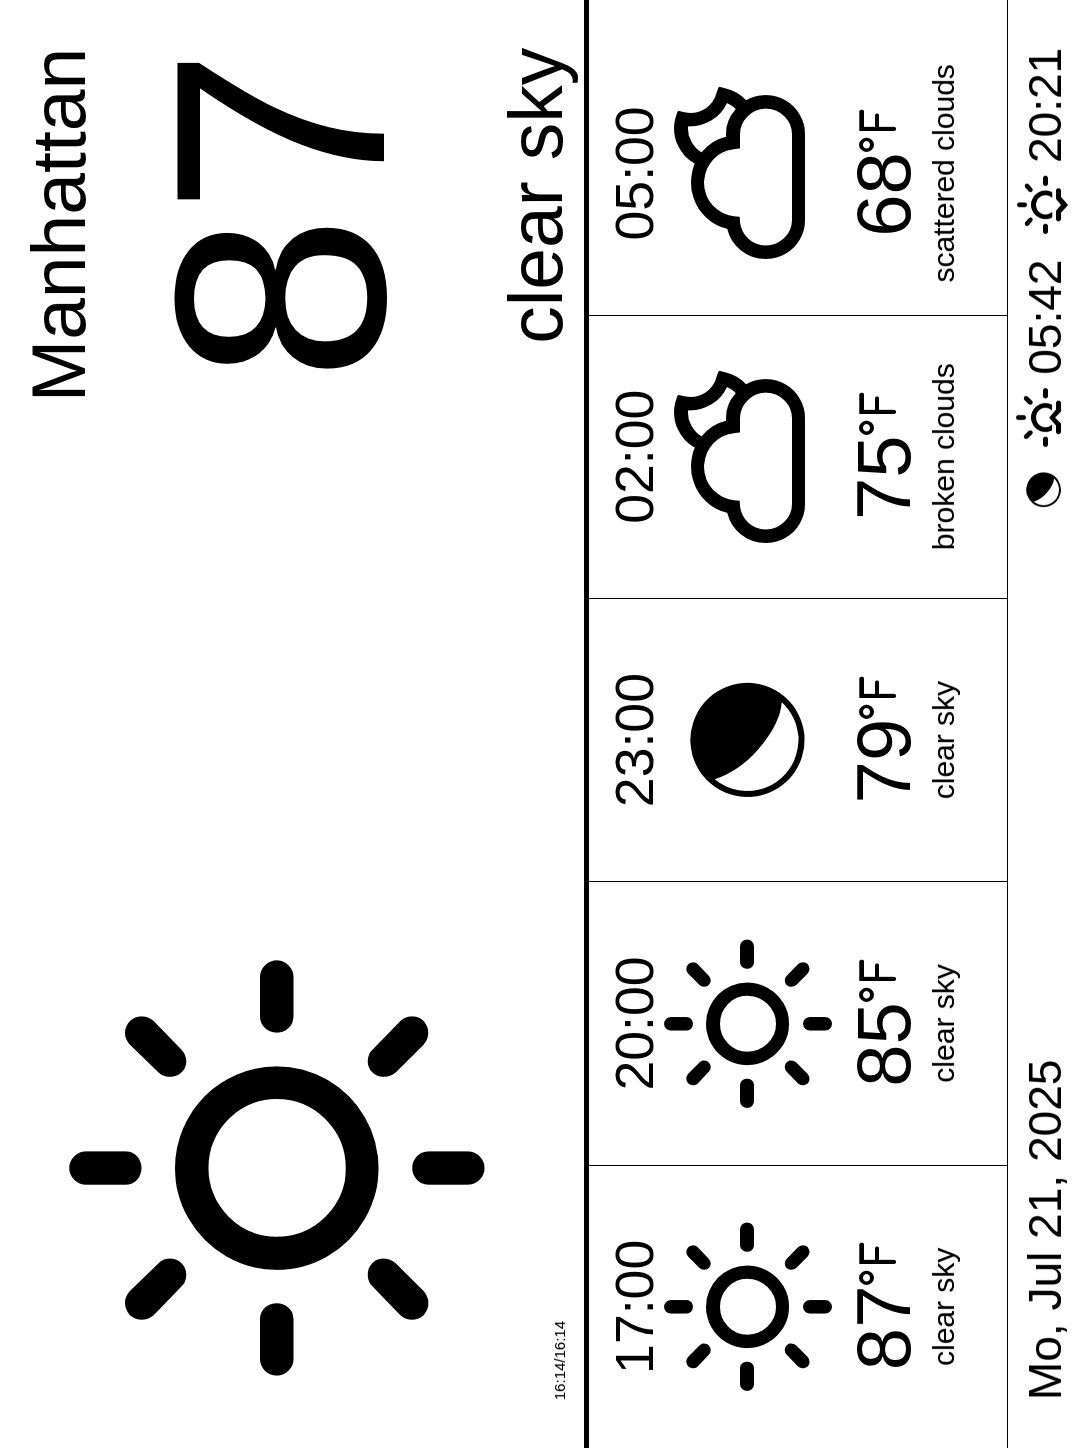 Manhattan
87
clear sky
16:14/16:14
17:00
87°F
clear sky
20:00
85°F
clear sky
23:00
79°F
clear sky
02:00
75°F
broken clouds
05:00
68°F
scattered clouds
Mo, Jul 21, 2025
05:42
20:21